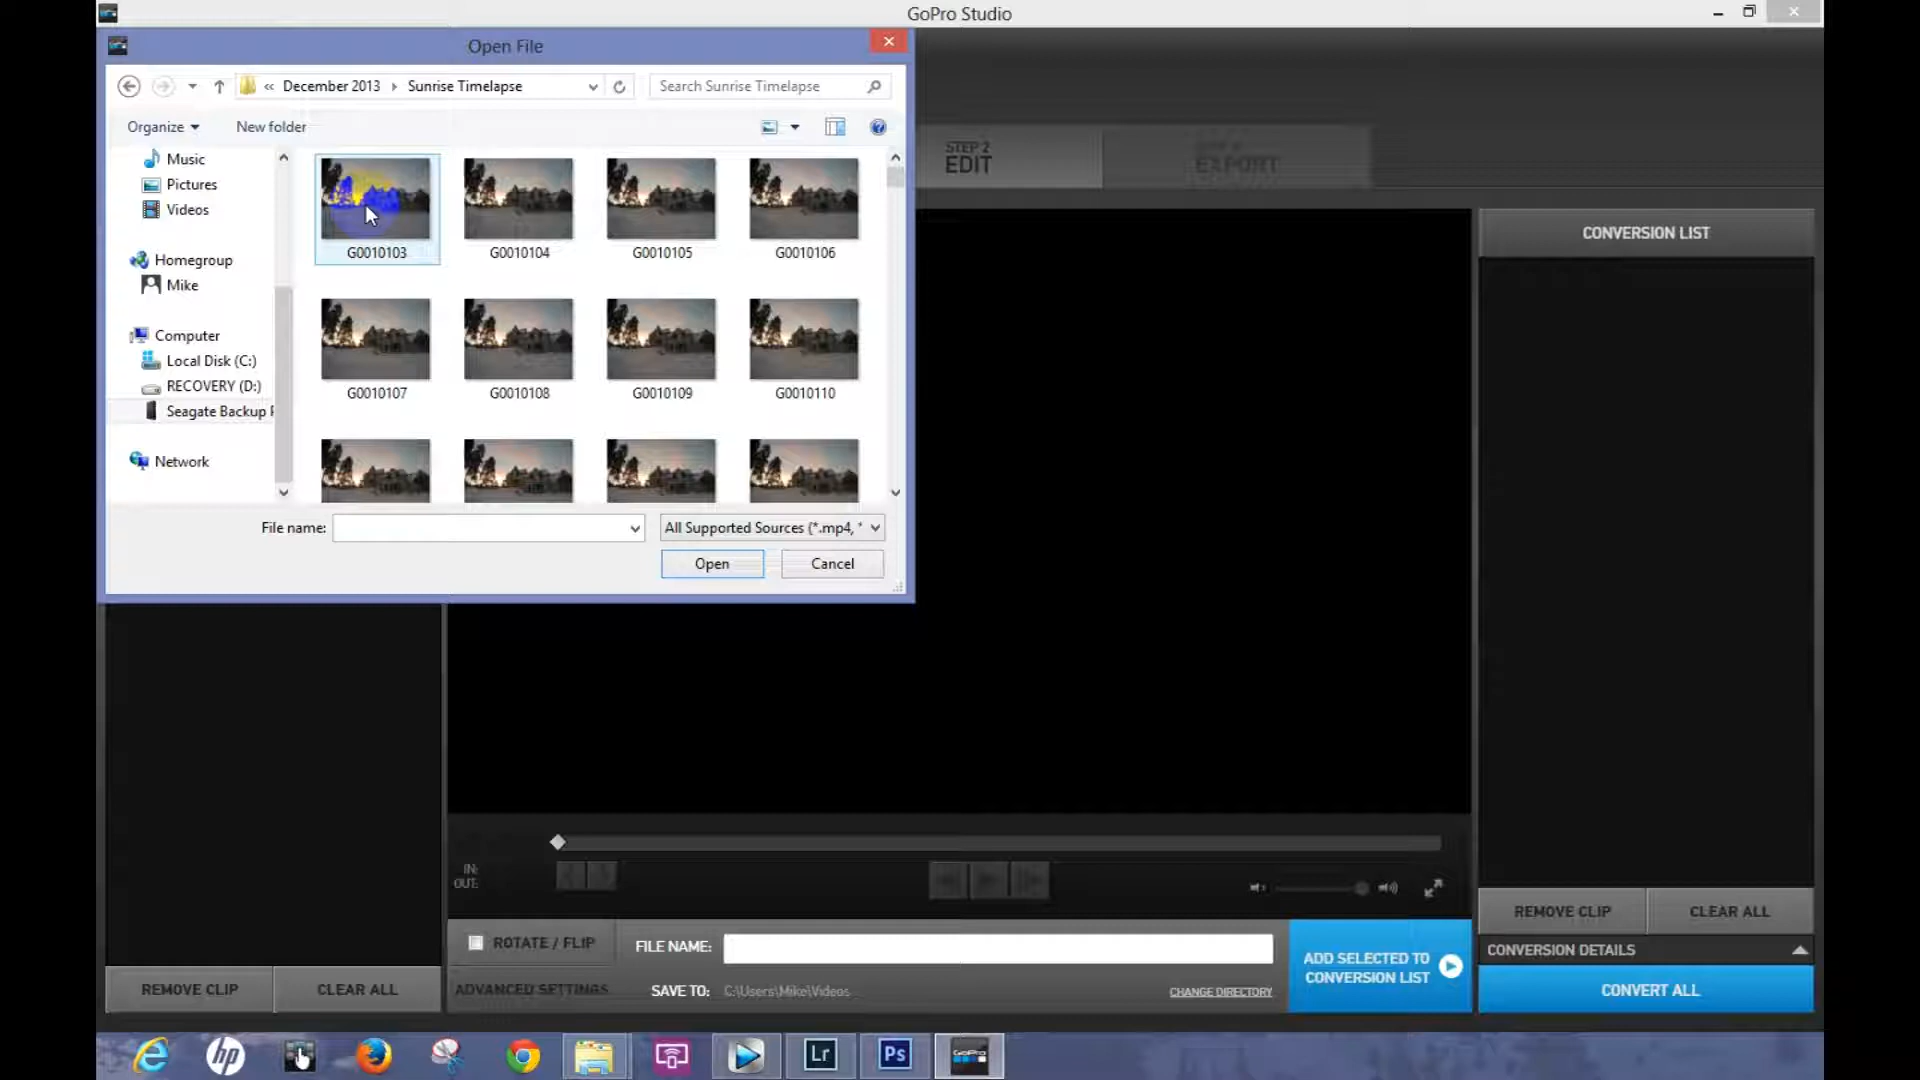 GoPro Studio
Open File
« December 2013 Sunrise Timelapse
Search Sunrise Timelapse
Organize
New folder
Music
Pictures
Videos
Homegroup
Mike
Computer
Local Disk (C:)
RECOVERY (D:)
Seagate Backup
Network
G0010103 G0010104 G0010105 G0010106
G0010107 G0010108 G0010109 G0010110
File name:
All Supported Sources (*.mp4, *
Open
Cancel
STEP 2
EDIT
EXPORT
CONVERSION LIST
IN:
OUT:
REMOVE CLIP
CLEAR ALL
ROTATE / FLIP
ADVANCED SETTINGS
FILE NAME:
SAVE TO: C:\Users\Mike\Videos
CHANGE DIRECTORY
ADD SELECTED TO
CONVERSION LIST
REMOVE CLIP
CLEAR ALL
CONVERSION DETAILS
CONVERT ALL
hp
Lr
Ps
GoPro